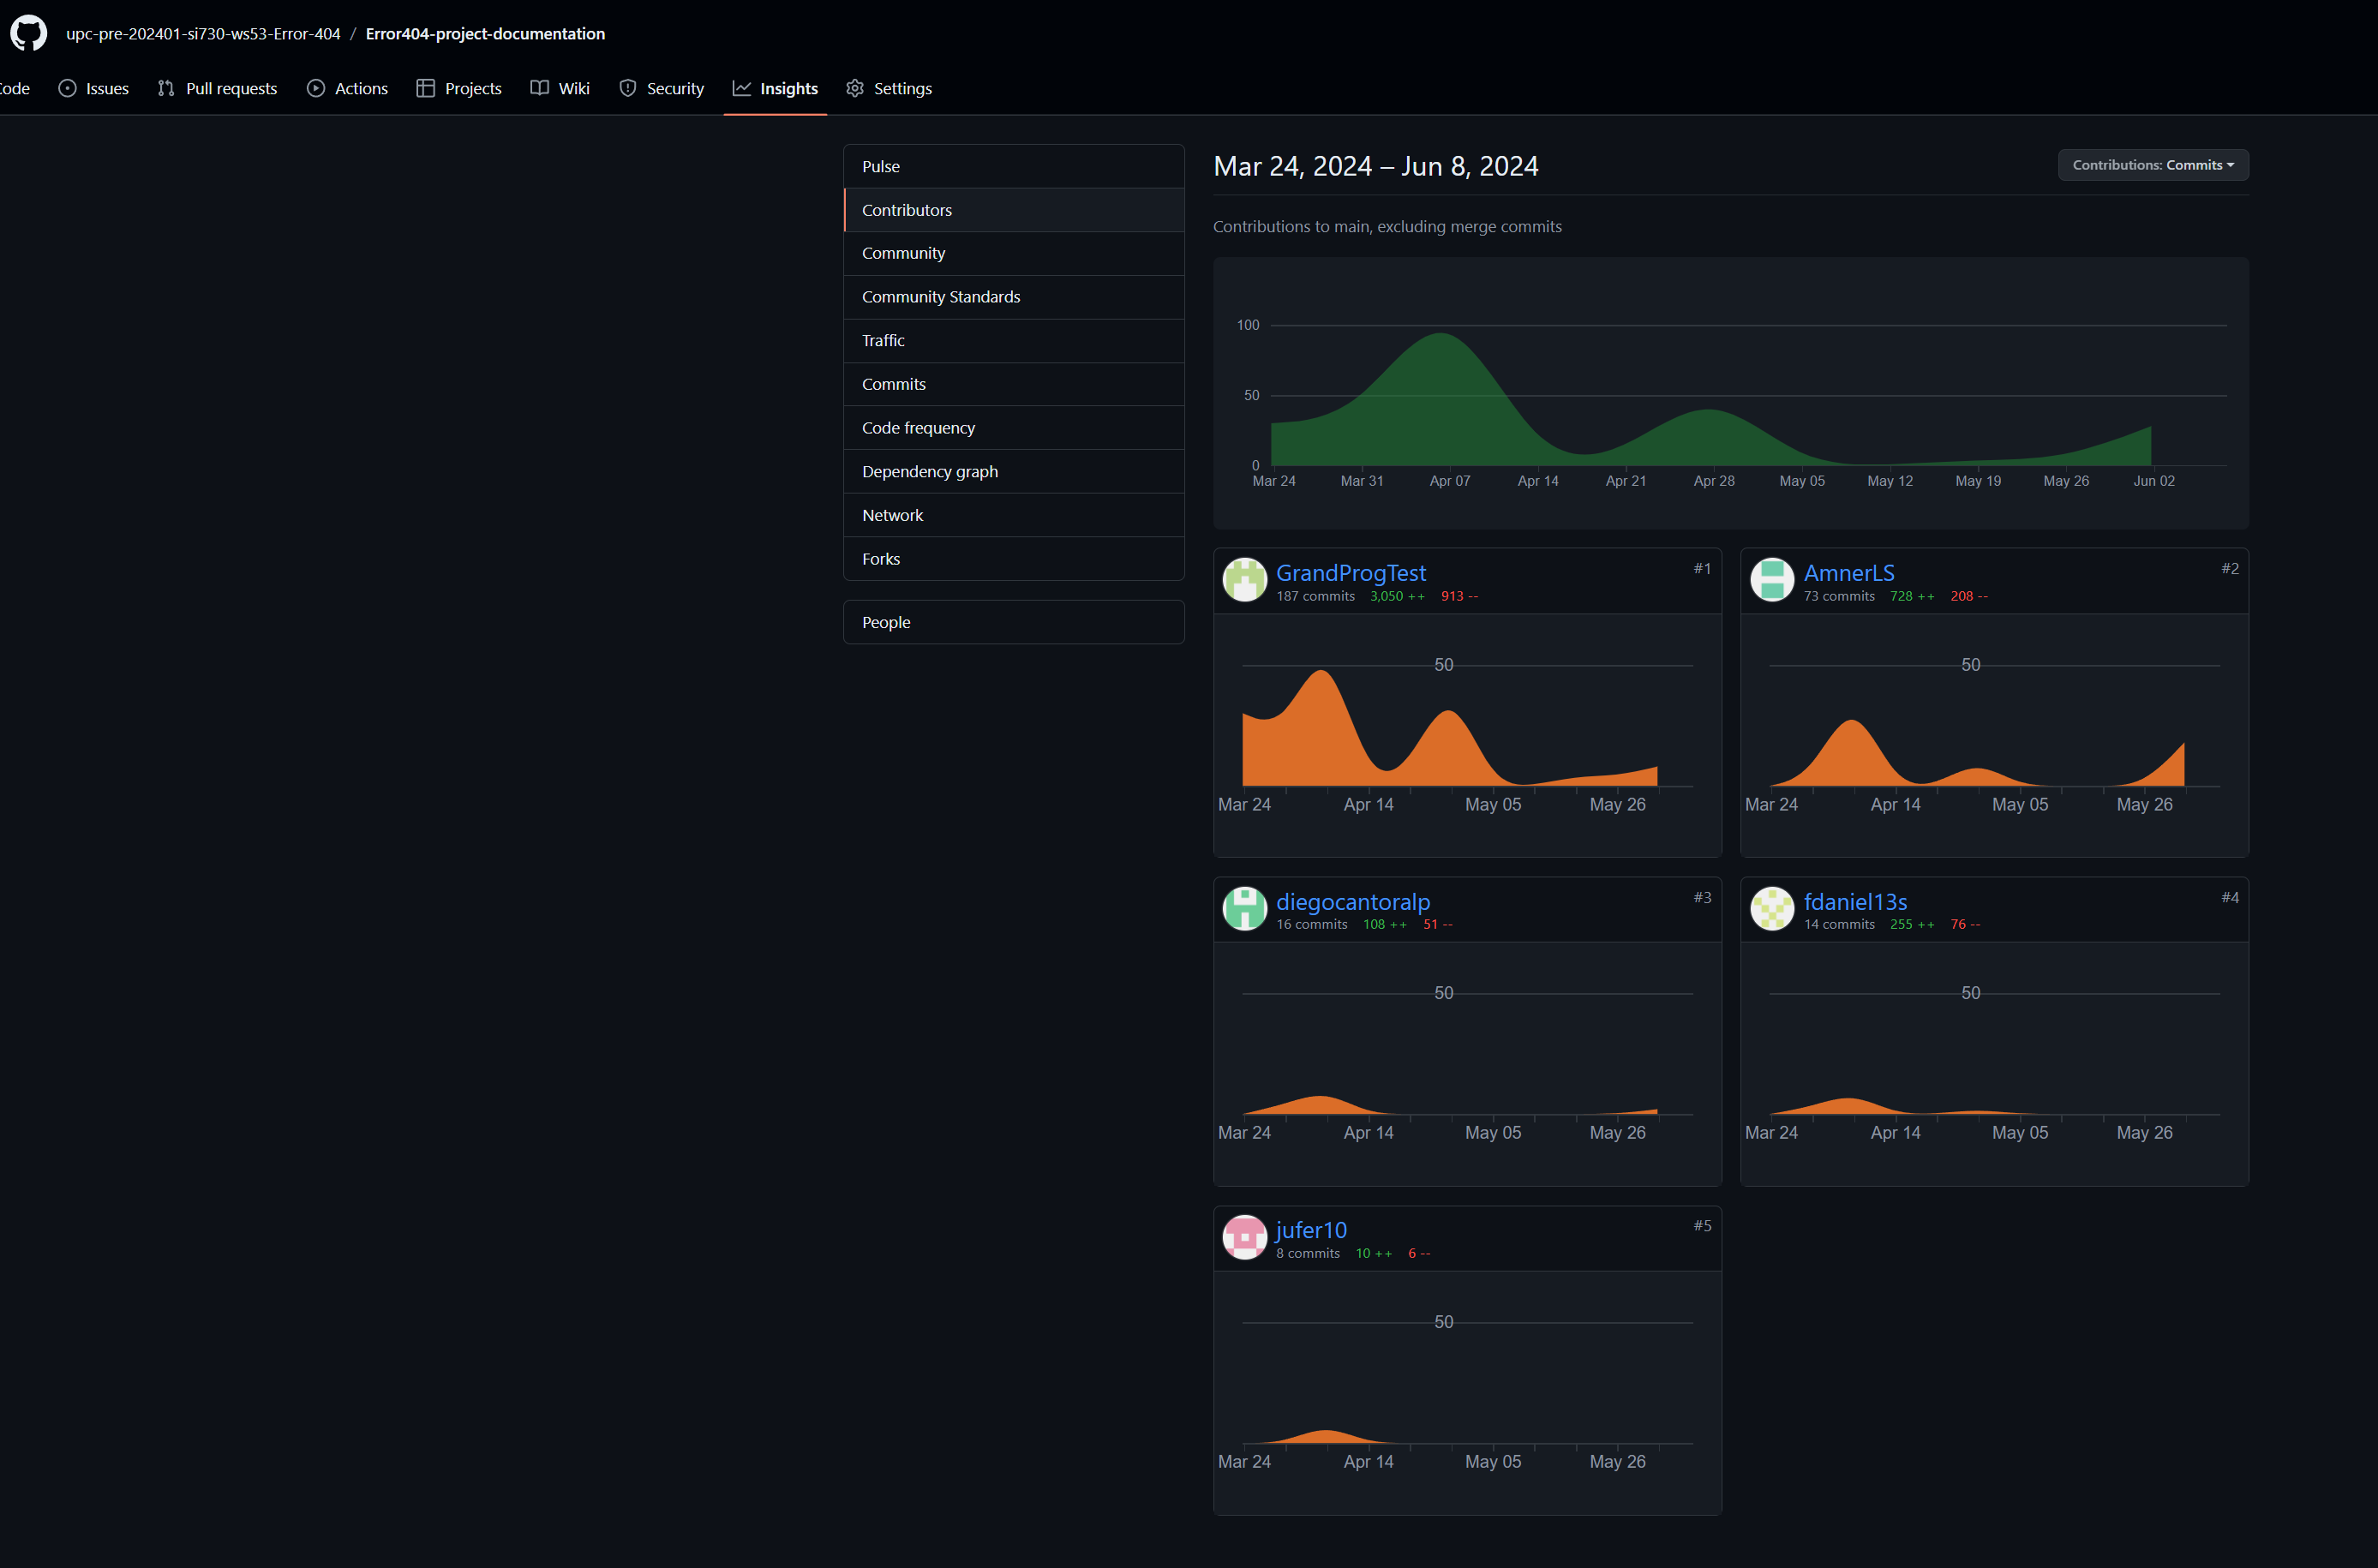 upc-pre-202401-si730-ws53-Error-404 / Error404-project-documentation
Code Issues Pull requests Actions Projects Wiki Security Insights Settings
Pulse
Contributors
Community
Community Standards
Traffic
Commits
Code frequency
Dependency graph
Network
Forks
People
Mar 24, 2024 – Jun 8, 2024
Contributions: Commits
Contributions to main, excluding merge commits
100
50
0
Mar 24 Mar 31 Apr 07 Apr 14 Apr 21 Apr 28 May 05 May 12 May 19 May 26 Jun 02
GrandProgTest #1
187 commits 3,050 ++ 913 --
50
Mar 24 Apr 14 May 05 May 26
AmnerLS #2
73 commits 728 ++ 208 --
50
Mar 24 Apr 14 May 05 May 26
diegocantoralp #3
16 commits 108 ++ 51 --
50
Mar 24 Apr 14 May 05 May 26
fdaniel13s #4
14 commits 255 ++ 76 --
50
Mar 24 Apr 14 May 05 May 26
jufer10 #5
8 commits 10 ++ 6 --
50
Mar 24 Apr 14 May 05 May 26